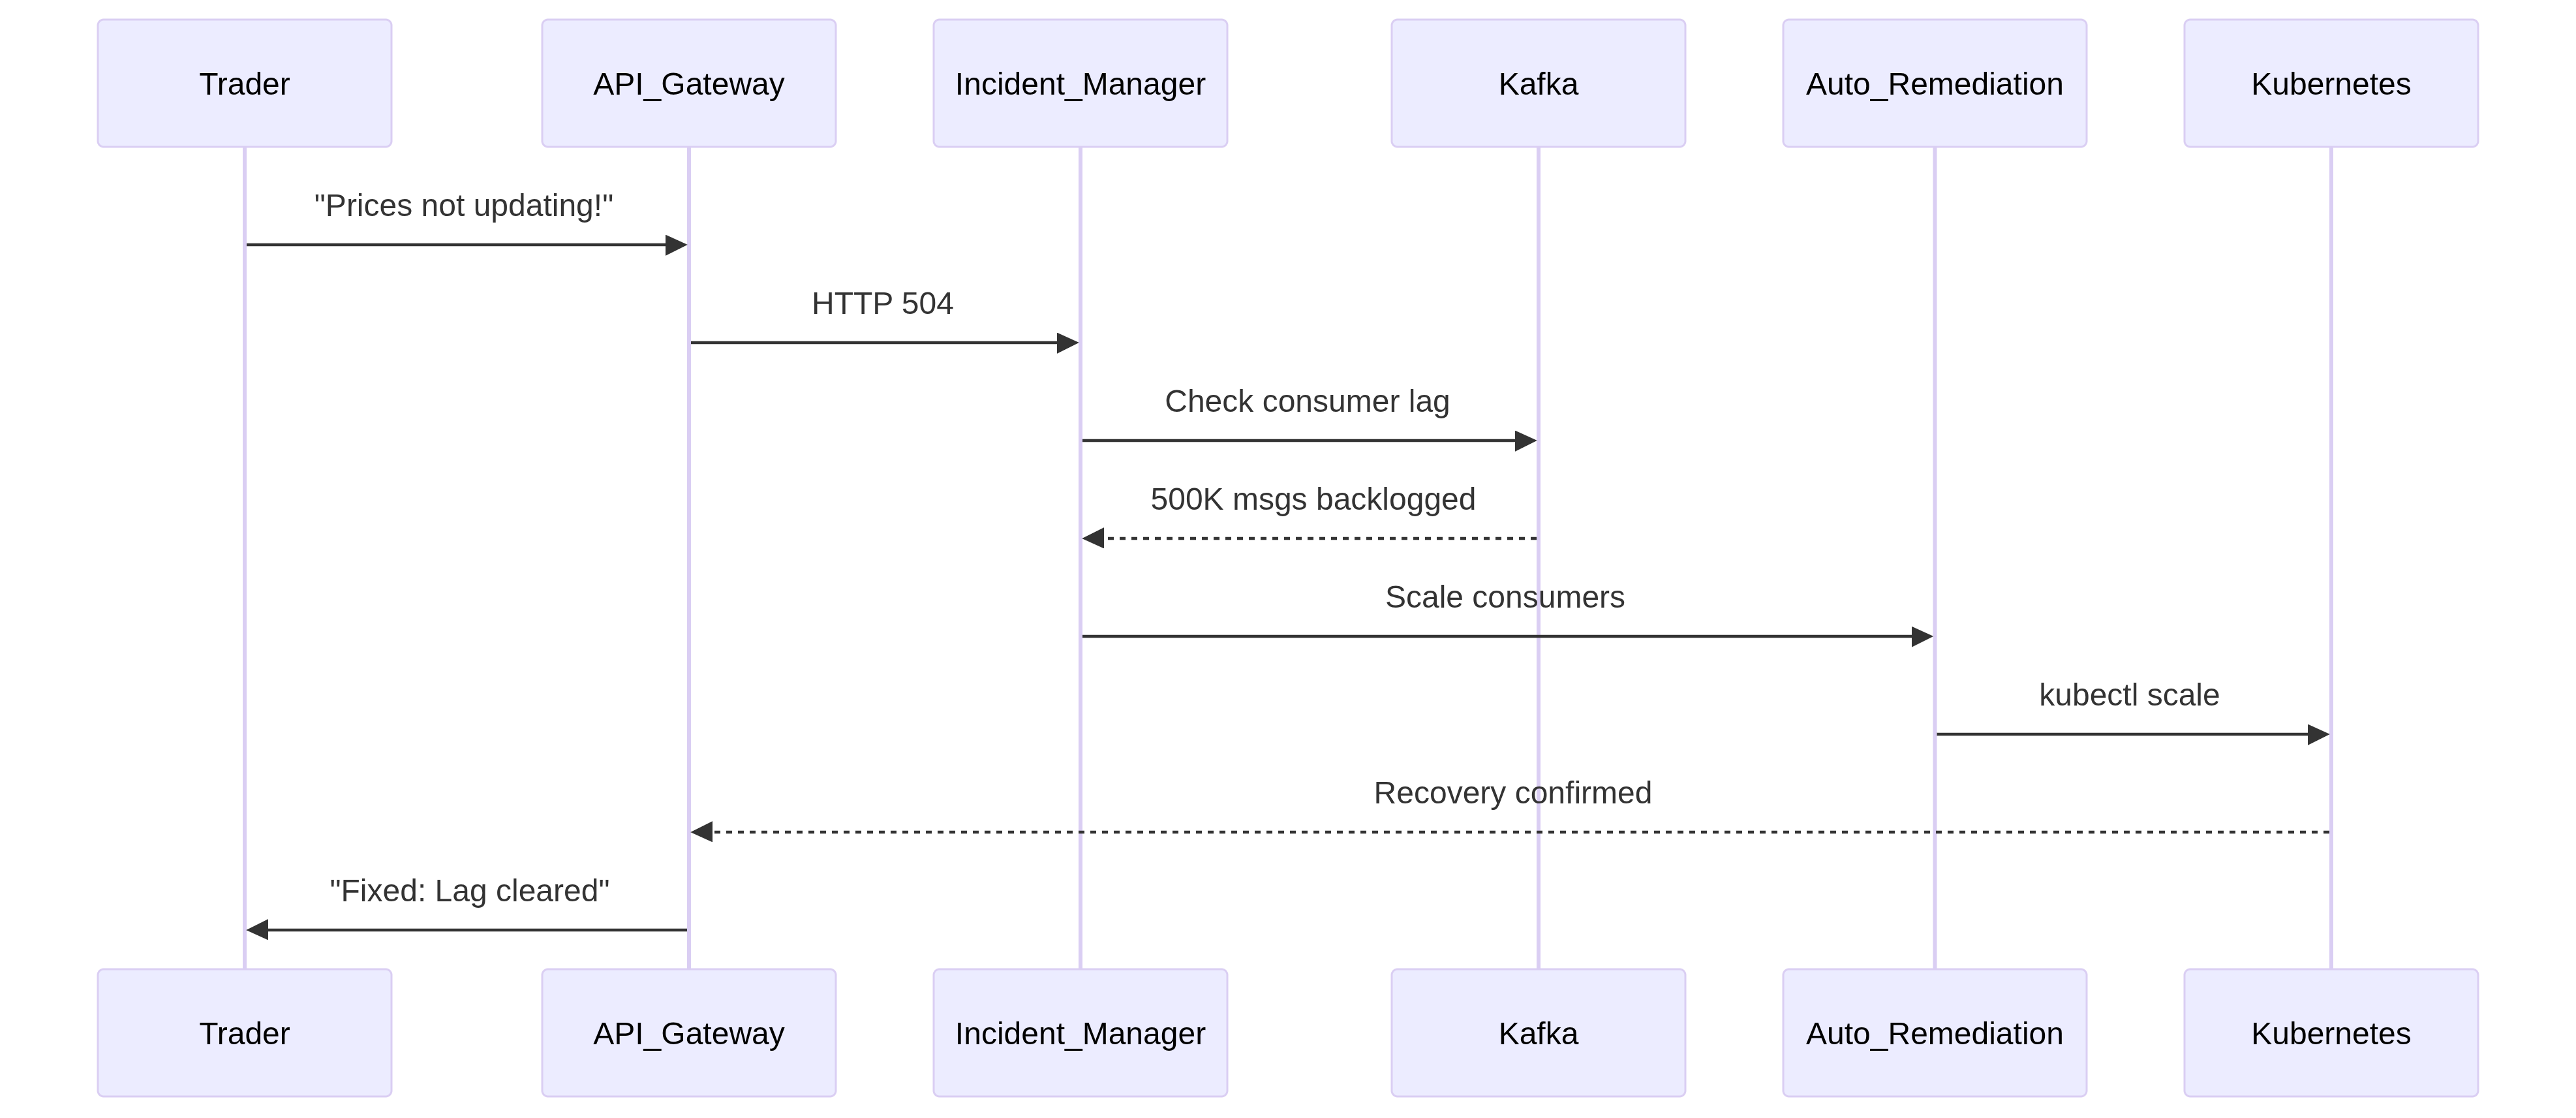 Trader
API_Gateway
Incident_Manager
Kafka
Auto_Remediation
Kubernetes
"Prices not updating!"
HTTP 504
Check consumer lag
500K msgs backlogged
Scale consumers
kubectl scale
Recovery confirmed
"Fixed: Lag cleared"
Trader
API_Gateway
Incident_Manager
Kafka
Auto_Remediation
Kubernetes